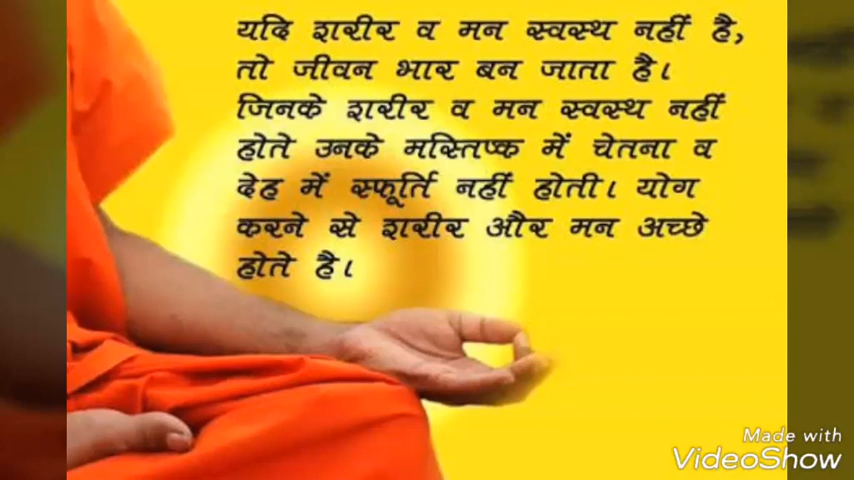 यदि शरीर व मन स्वस्थ नहीं है,
तो जीवन भार बन जाता है।
जिनके शरीर व मन स्वस्थ नहीं
होते उनके मस्तिष्क में चेतना व
देह में स्फूर्ति नहीं होती। योग
करने से शरीर और मन अच्छे
होते है।
Made with
VideoShow